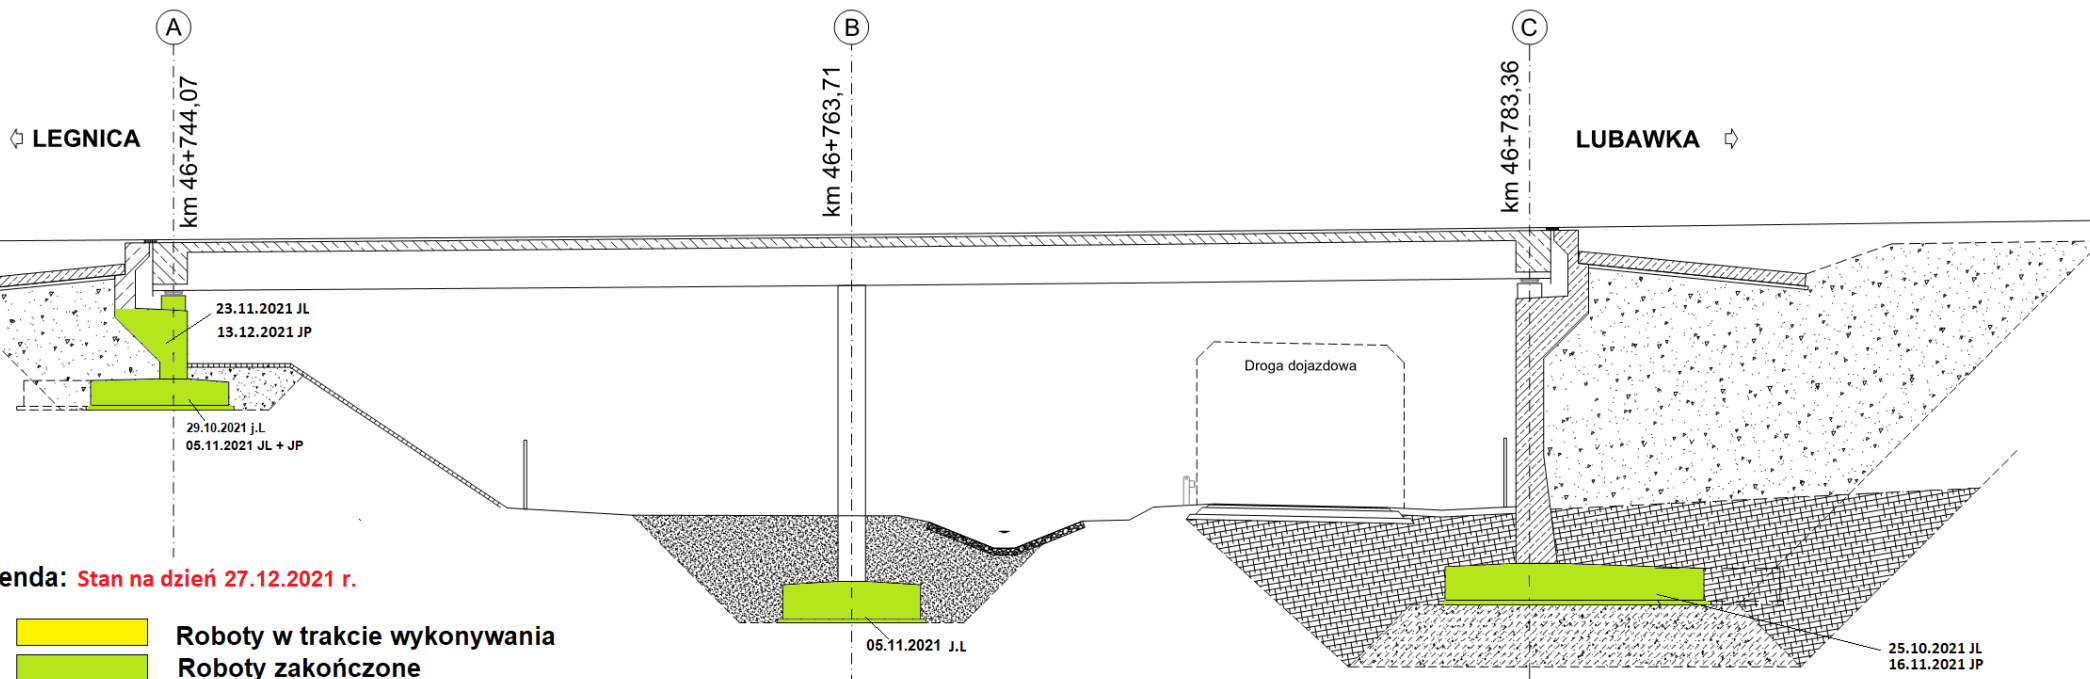 A
B
C
km 46+744,07
km 46+763,71
km 46+783,36
LEGNICA
LUBAWKA
23.11.2021 JL
13.12.2021 JP
Droga dojazdowa
29.10.2021 j.L
05.11.2021 JL + JP
enda: Stan na dzień 27.12.2021 r.
Roboty w trakcie wykonywania
05.11.2021 J.L
25.10.2021 JL
16.11.2021 JP
Roboty zakończone